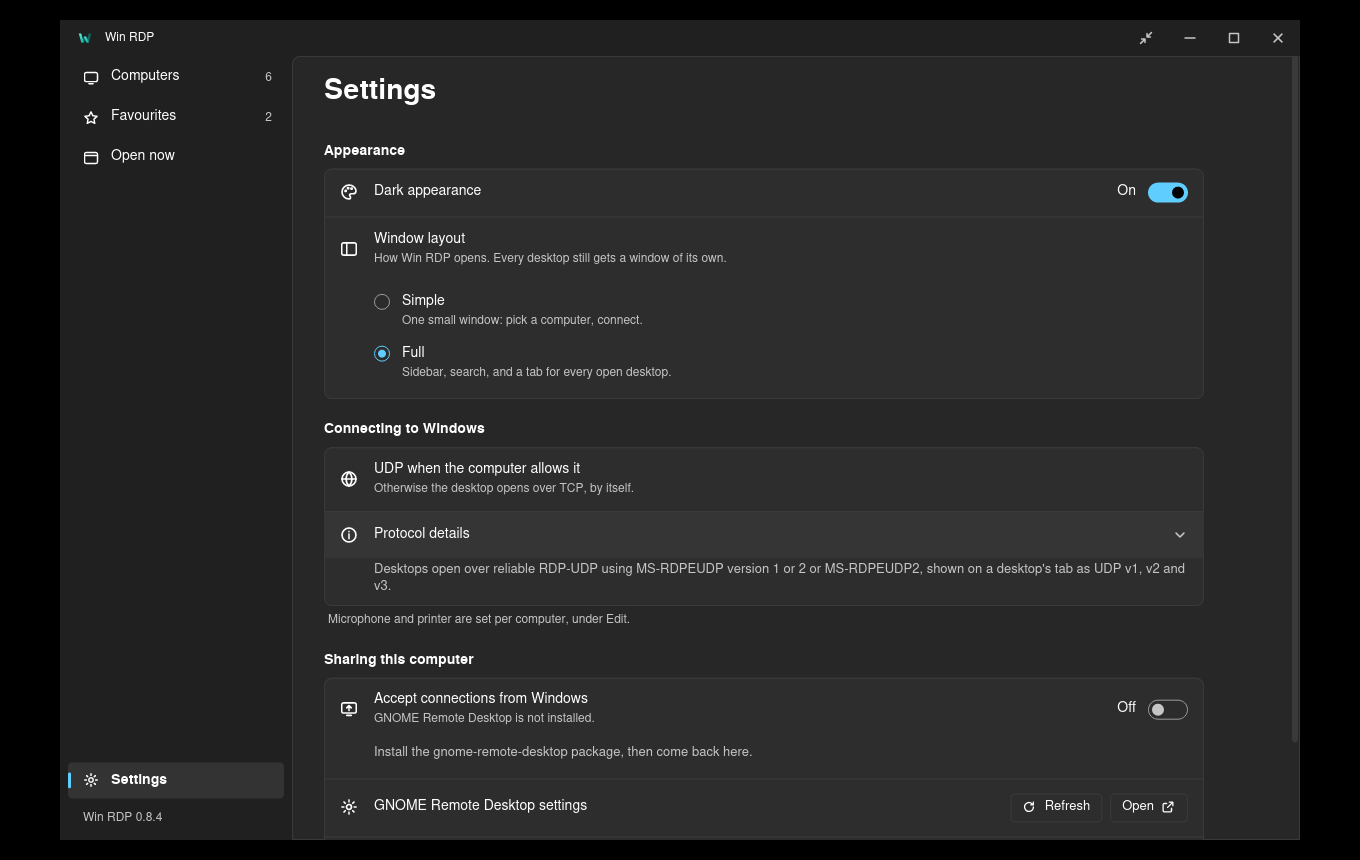 Win RDP
Computers 6
Favourites 2
Open now
Settings
Win RDP 0.8.4
Settings
Appearance
Dark appearance On
Window layout
How Win RDP opens. Every desktop still gets a window of its own.
Simple
One small window: pick a computer, connect.
Full
Sidebar, search, and a tab for every open desktop.
Connecting to Windows
UDP when the computer allows it
Otherwise the desktop opens over TCP, by itself.
Protocol details
Desktops open over reliable RDP-UDP using MS-RDPEUDP version 1 or 2 or MS-RDPEUDP2, shown on a desktop's tab as UDP v1, v2 and
v3.
Microphone and printer are set per computer, under Edit.
Sharing this computer
Accept connections from Windows Off
GNOME Remote Desktop is not installed.
Install the gnome-remote-desktop package, then come back here.
GNOME Remote Desktop settings Refresh Open